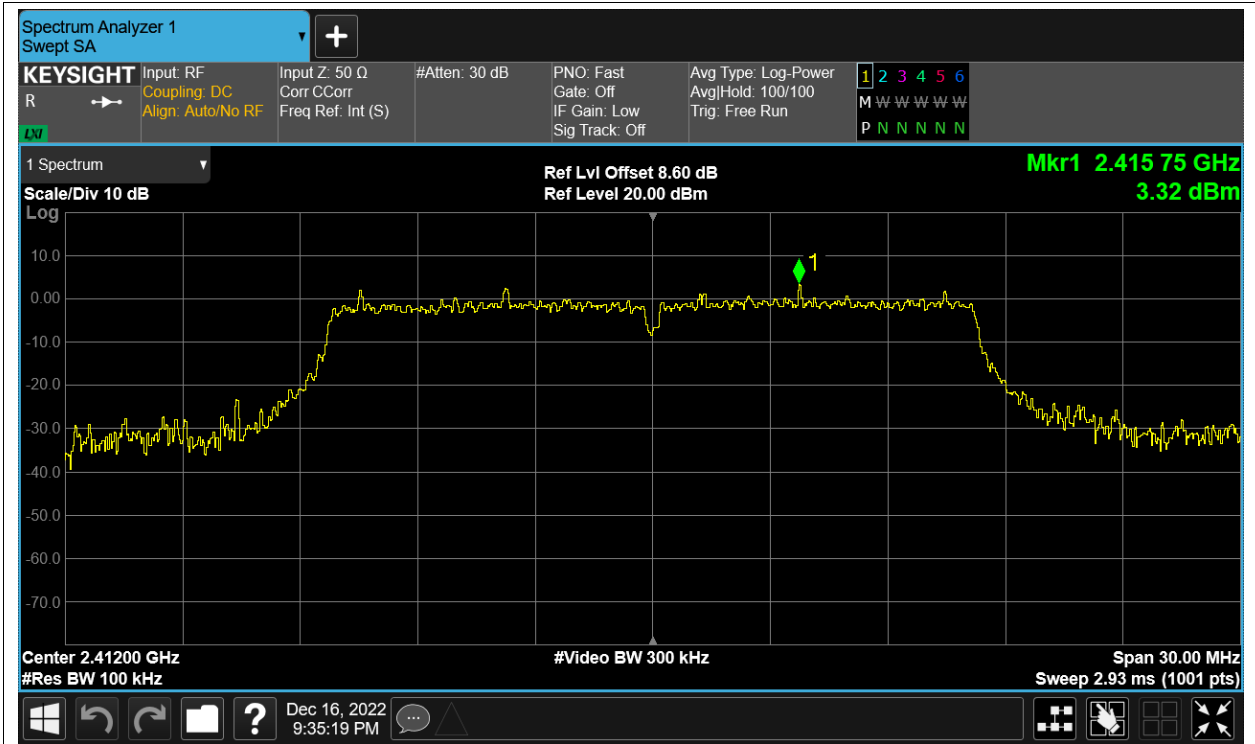 Spectrum Analyzer 1
Swept SA
KEYSIGHT
R
LXI
Input: RF
Coupling: DC
Align: Auto/No RF
Input Z: 50 Ω
Corr CCorr
Freq Ref: Int (S)
#Atten: 30 dB
PNO: Fast
Gate: Off
IF Gain: Low
Sig Track: Off
Avg Type: Log-Power
Avg|Hold: 100/100
Trig: Free Run
1 2 3 4 5 6
M W W W W W
P N N N N N
1 Spectrum
Scale/Div 10 dB
Log
Ref Lvl Offset 8.60 dB
Ref Level 20.00 dBm
Mkr1 2.415 75 GHz
3.32 dBm
1
10.0
0.00
-10.0
-20.0
-30.0
-40.0
-50.0
-60.0
-70.0
Center 2.41200 GHz
#Res BW 100 kHz
#Video BW 300 kHz
Span 30.00 MHz
Sweep 2.93 ms (1001 pts)
?
Dec 16, 2022
9:35:19 PM